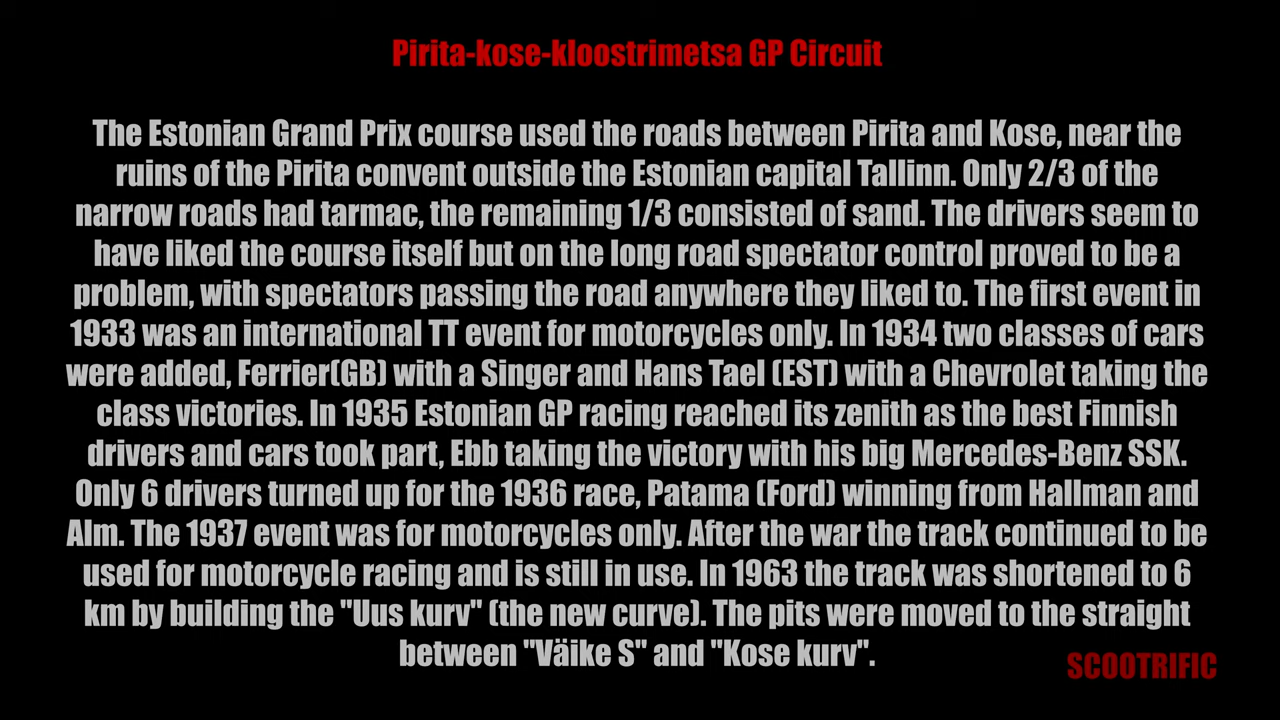 Pirita-kose-kloostrimetsa GP Circuit
The Estonian Grand Prix course used the roads between Pirita and Kose, near the
ruins of the Pirita convent outside the Estonian capital Tallinn. Only 2/3 of the
narrow roads had tarmac, the remaining 1/3 consisted of sand. The drivers seem to
have liked the course itself but on the long road spectator control proved to be a
problem, with spectators passing the road anywhere they liked to. The first event in
1933 was an international TT event for motorcycles only. In 1934 two classes of cars
were added, Ferrier(GB) with a Singer and Hans Tael (EST) with a Chevrolet taking the
class victories. In 1935 Estonian GP racing reached its zenith as the best Finnish
drivers and cars took part, Ebb taking the victory with his big Mercedes-Benz SSK.
Only 6 drivers turned up for the 1936 race, Patama (Ford) winning from Hallman and
Alm. The 1937 event was for motorcycles only. After the war the track continued to be
used for motorcycle racing and is still in use. In 1963 the track was shortened to 6
km by building the "Uus kurv" (the new curve). The pits were moved to the straight
between "Väike S" and "Kose kurv".
SCOOTRIFIC